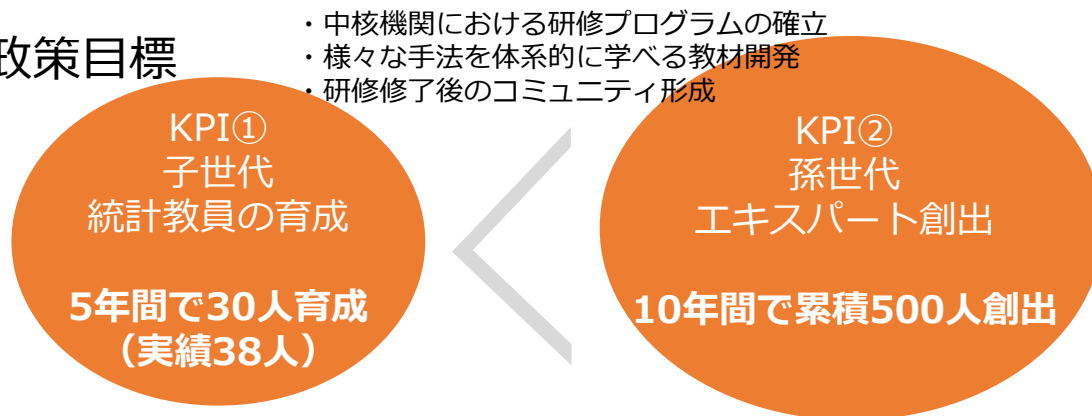 政策目標
・中核機関における研修プログラムの確立
・様々な手法を体系的に学べる教材開発
・研修修了後のコミュニティ形成
KPI①
子世代
統計教員の育成
5年間で30人育成
（実績38人）
KPI②
孫世代
エキスパート創出
10年間で累積500人創出